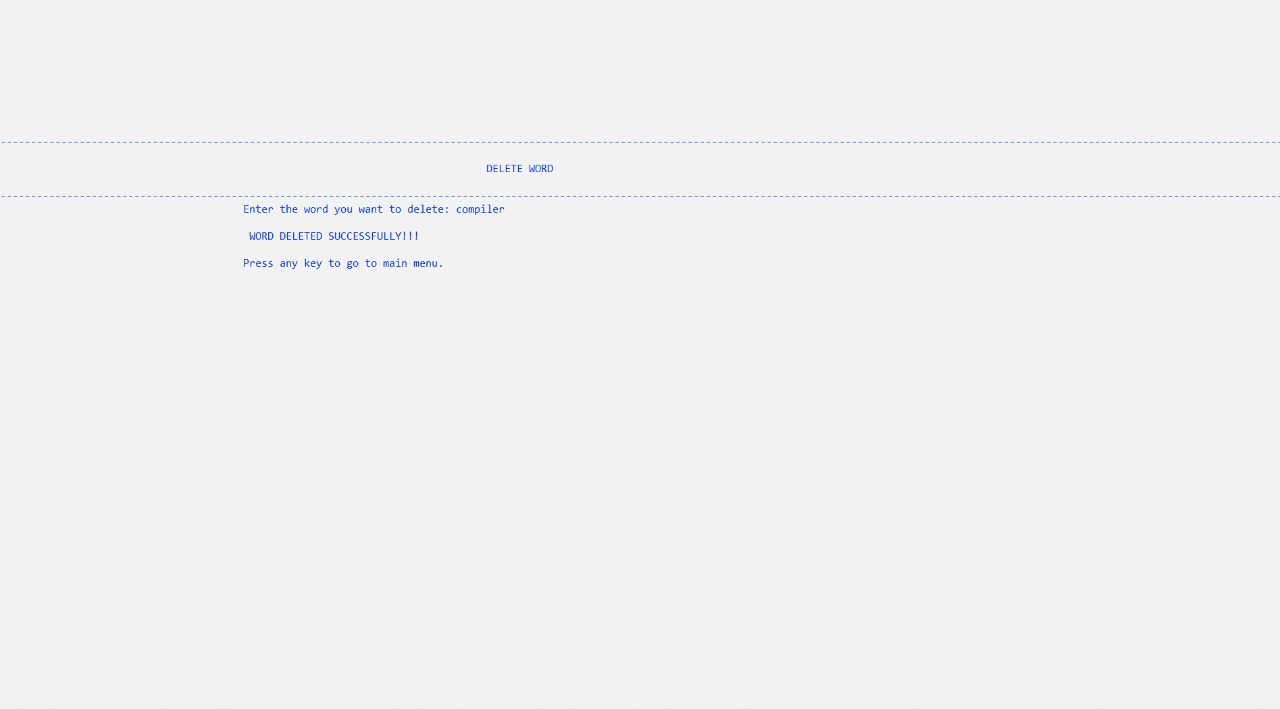 DELETE WORD
Enter the word you want to delete: compiler
WORD DELETED SUCCESSFULLY!!!
Press any key to go to main menu.